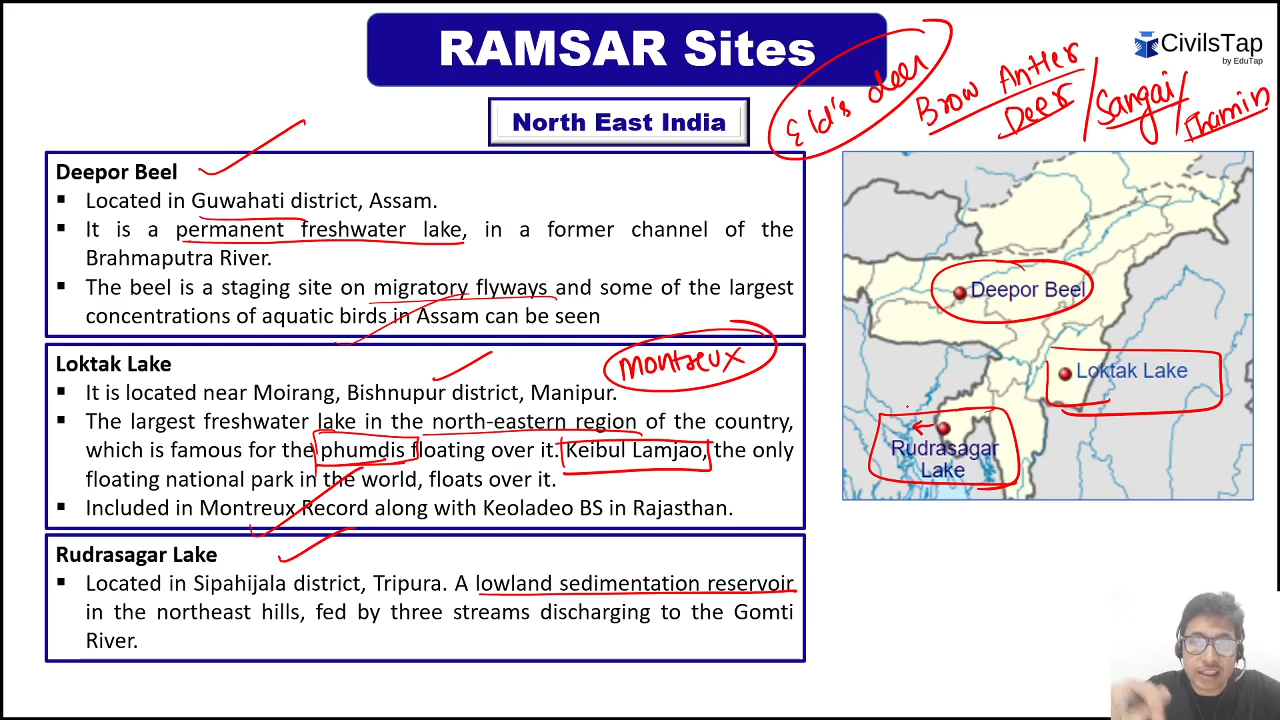 RAMSAR Sites
CivilsTap
by EduTap
Eld's deer
Brow Antler
Deer / Sangai / Thamin
North East India
Deepor Beel
▪ Located in Guwahati district, Assam.
▪ It is a permanent freshwater lake, in a former channel of the
Brahmaputra River.
▪ The beel is a staging site on migratory flyways and some of the largest
concentrations of aquatic birds in Assam can be seen
Loktak Lake
montreux
▪ It is located near Moirang, Bishnupur district, Manipur.
▪ The largest freshwater lake in the north-eastern region of the country,
which is famous for the phumdis floating over it. Keibul Lamjao, the only
floating national park in the world, floats over it.
▪ Included in Montreux Record along with Keoladeo BS in Rajasthan.
Rudrasagar Lake
▪ Located in Sipahijala district, Tripura. A lowland sedimentation reservoir
in the northeast hills, fed by three streams discharging to the Gomti
River.
Deepor Beel
Loktak Lake
Rudrasagar
Lake